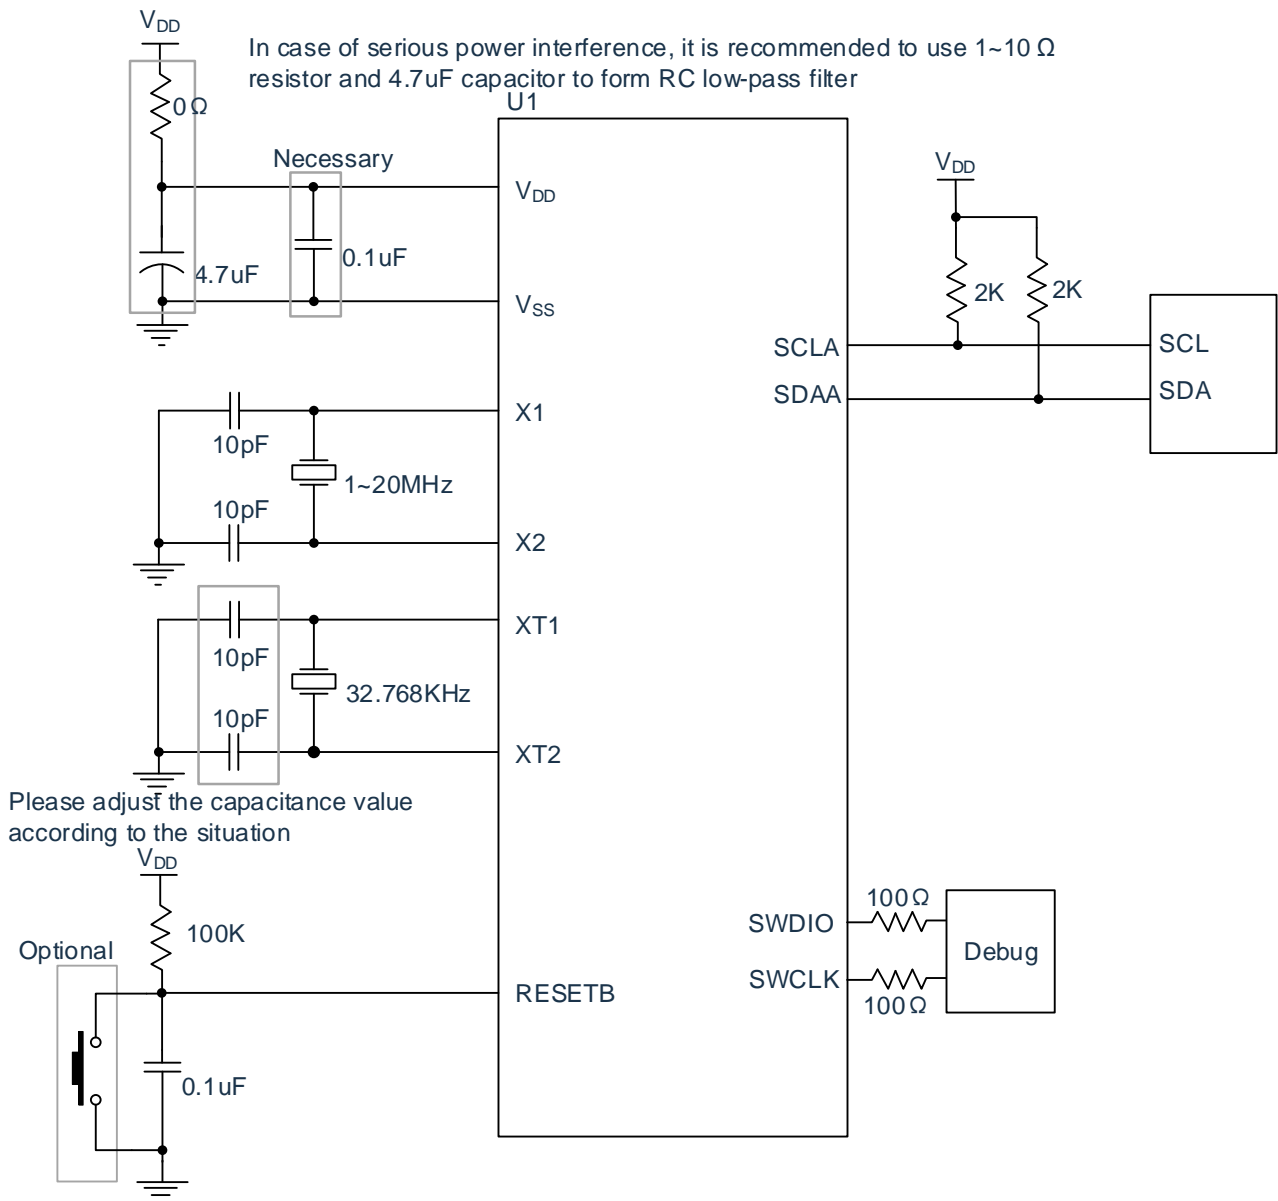 VDD
In case of serious power interference, it is recommended to use 1~10 Ω
resistor and 4.7uF capacitor to form RC low-pass filter
0Ω
U1
Necessary
VDD
VDD
0.1uF
4.7uF
VSS
2K
2K
SCLA
SCL
SDAA
SDA
X1
10pF
1~20MHz
10pF
X2
XT1
10pF
32.768KHz
10pF
XT2
Please adjust the capacitance value
according to the situation
VDD
100K
Optional
RESETB
0.1uF
100Ω
SWDIO
Debug
SWCLK
100Ω